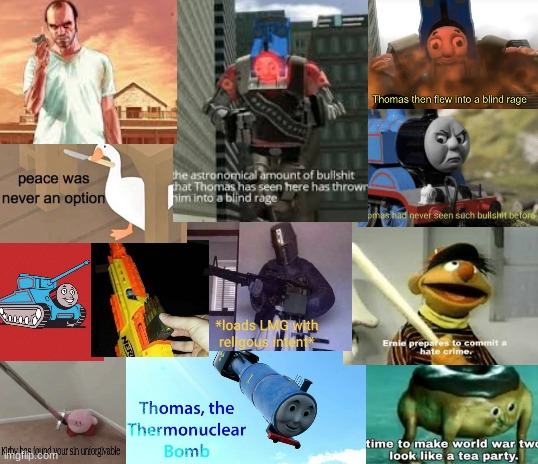 Thomas then flew into a blind rage
the astronomical amount of bullshit
that Thomas has seen here has thrown
him into a blind rage
peace was
never an option
omas had never seen such bullshit before
*loads LMG with
religous intent*
Ernie prepares to commit a
hate crime.
NERF
Thomas, the
Thermonuclear
Bomb
Kirby has found your sin unforgivable
imgflip.com
time to make world war two
look like a tea party.